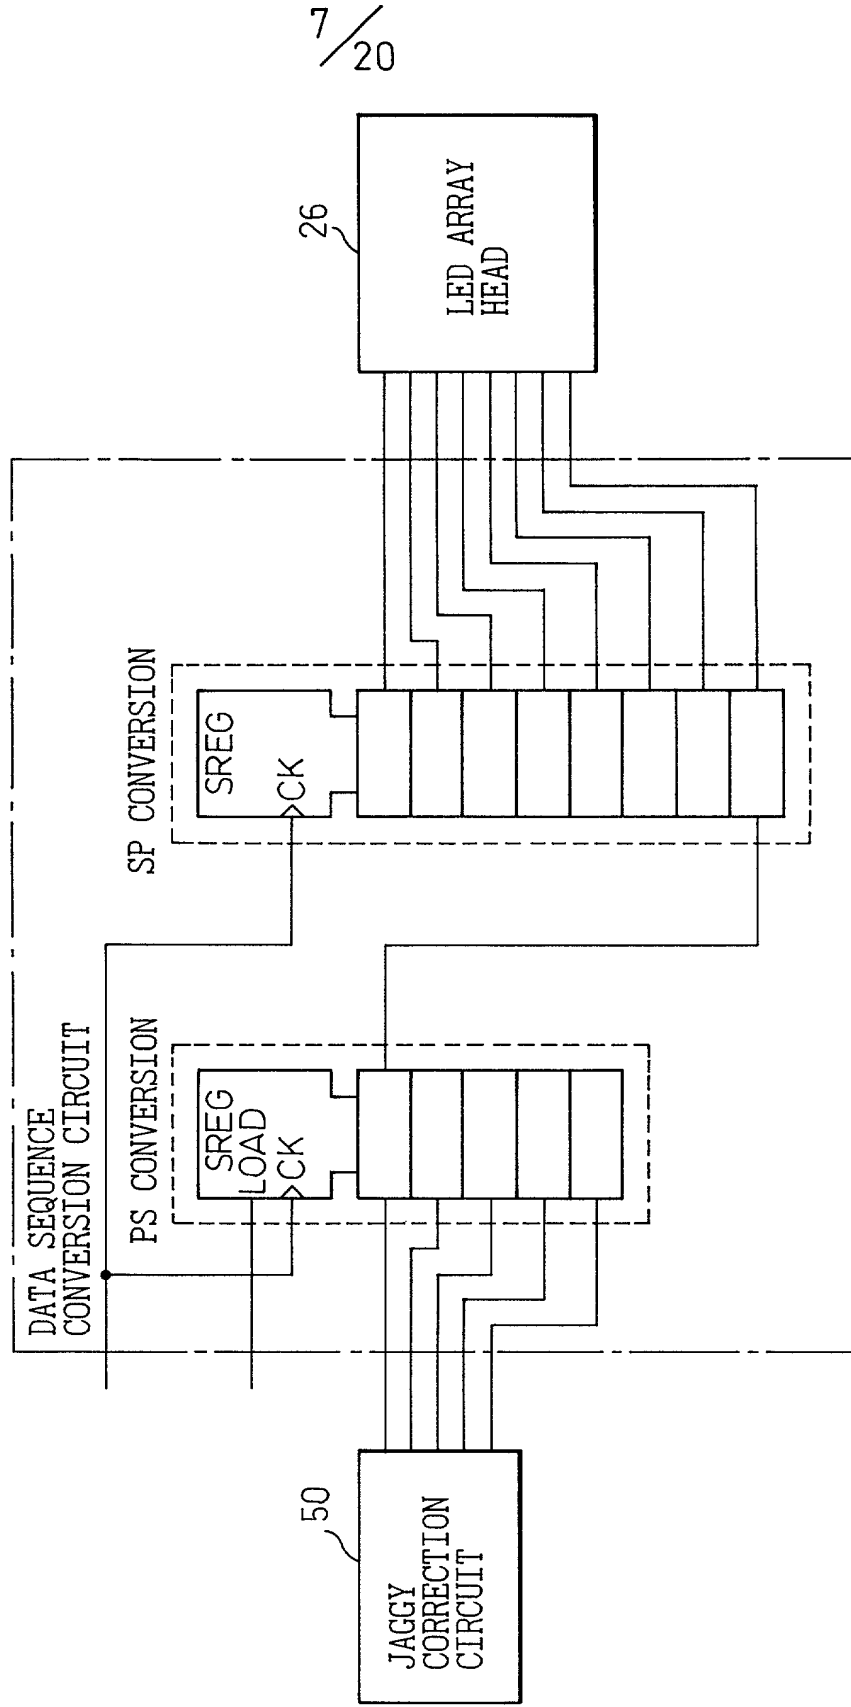 7/20
DATA SEQUENCE
CONVERSION CIRCUIT
PS CONVERSION
SP CONVERSION
SREG
LOAD
CK
SREG
CK
50
JAGGY
CORRECTION
CIRCUIT
26
LED ARRAY
HEAD